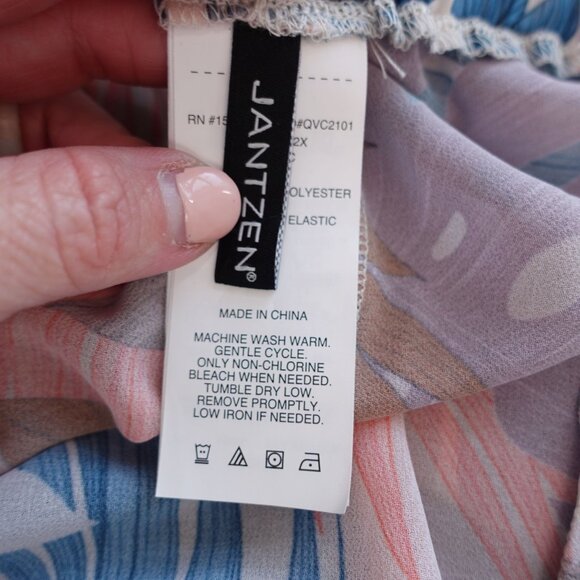 JANTZEN®
RN #15
#QVC2101
2X
OLYESTER
ELASTIC
MADE IN CHINA
MACHINE WASH WARM.
GENTLE CYCLE.
ONLY NON-CHLORINE
BLEACH WHEN NEEDED.
TUMBLE DRY LOW.
REMOVE PROMPTLY.
LOW IRON IF NEEDED.